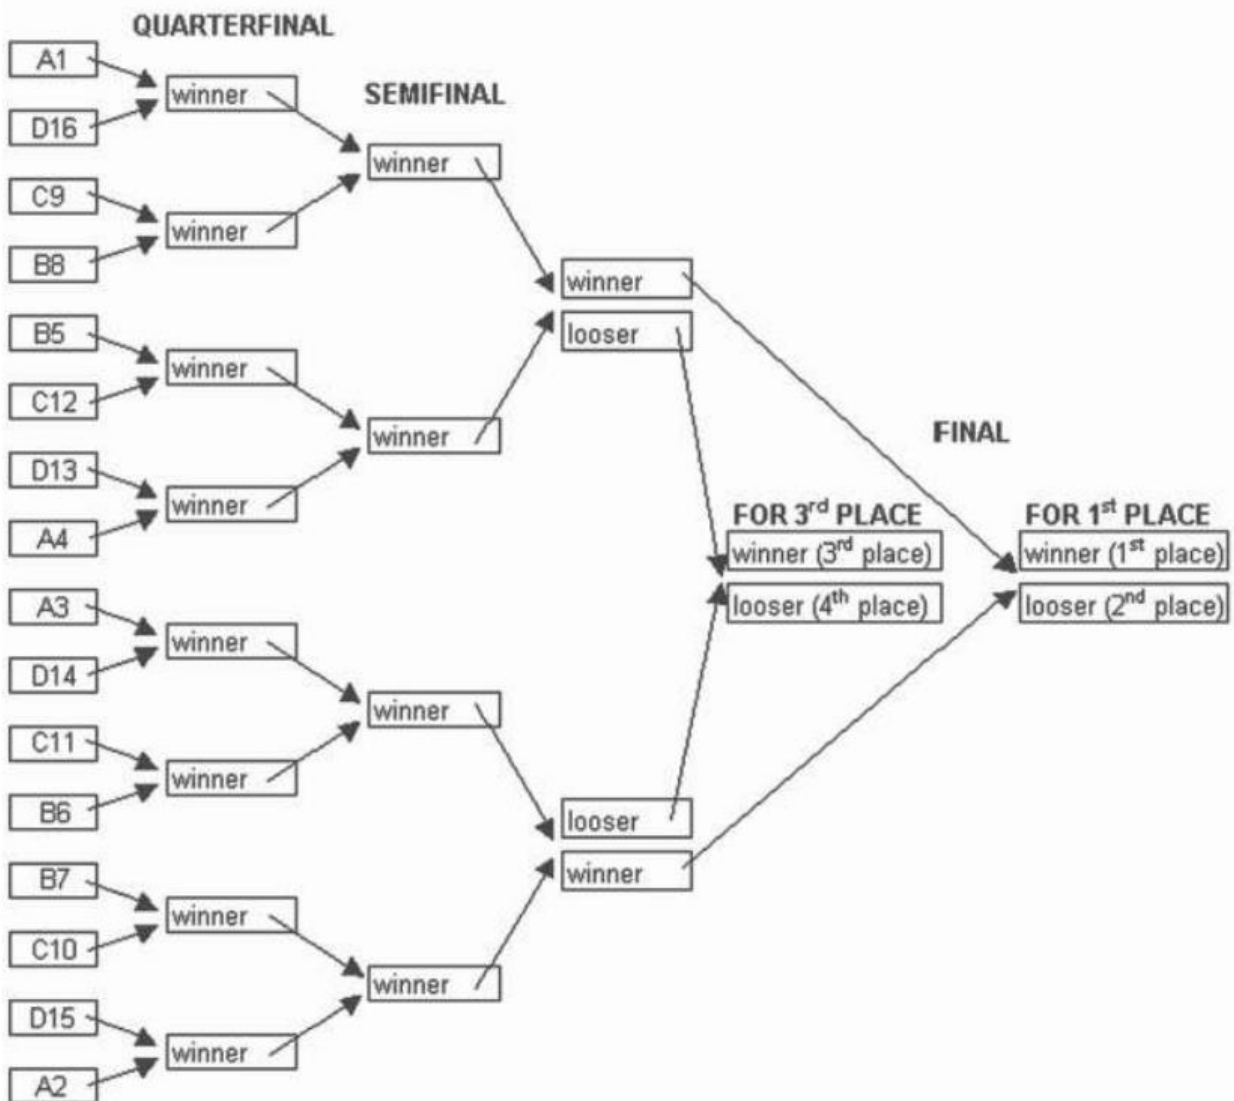 QUARTERFINAL
A1
winner
SEMIFINAL
D16
winner
C9
winner
B8
winner
B5
looser
winner
C12
winner
FINAL
D13
winner
FOR 3rd PLACE
FOR 1st PLACE
A4
winner (3rd place)
winner (1st place)
A3
looser (4th place)
looser (2nd place)
winner
D14
winner
C11
winner
B6
looser
B7
winner
winner
C10
winner
D15
winner
A2